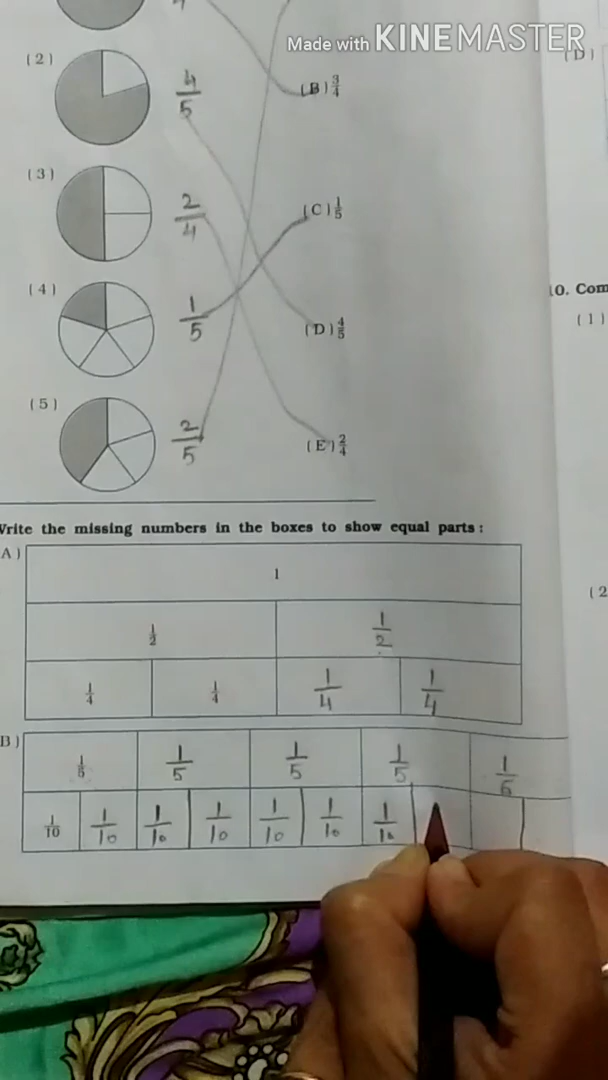 Made with KINEMASTER
(2) 4/5 (B) 3/4
(D)
(3) 2/4 (C) 1/5
(4) 1/5 (D) 4/5
10. Com
(1)
(5) 2/5 (E) 2/4
Write the missing numbers in the boxes to show equal parts :
A)
1
(2
1/2 1/2
1/4 1/4 1/4 1/4
B)
1/5 1/5 1/5 1/5 1/5
1/10 1/10 1/10 1/10 1/10 1/10 1/10